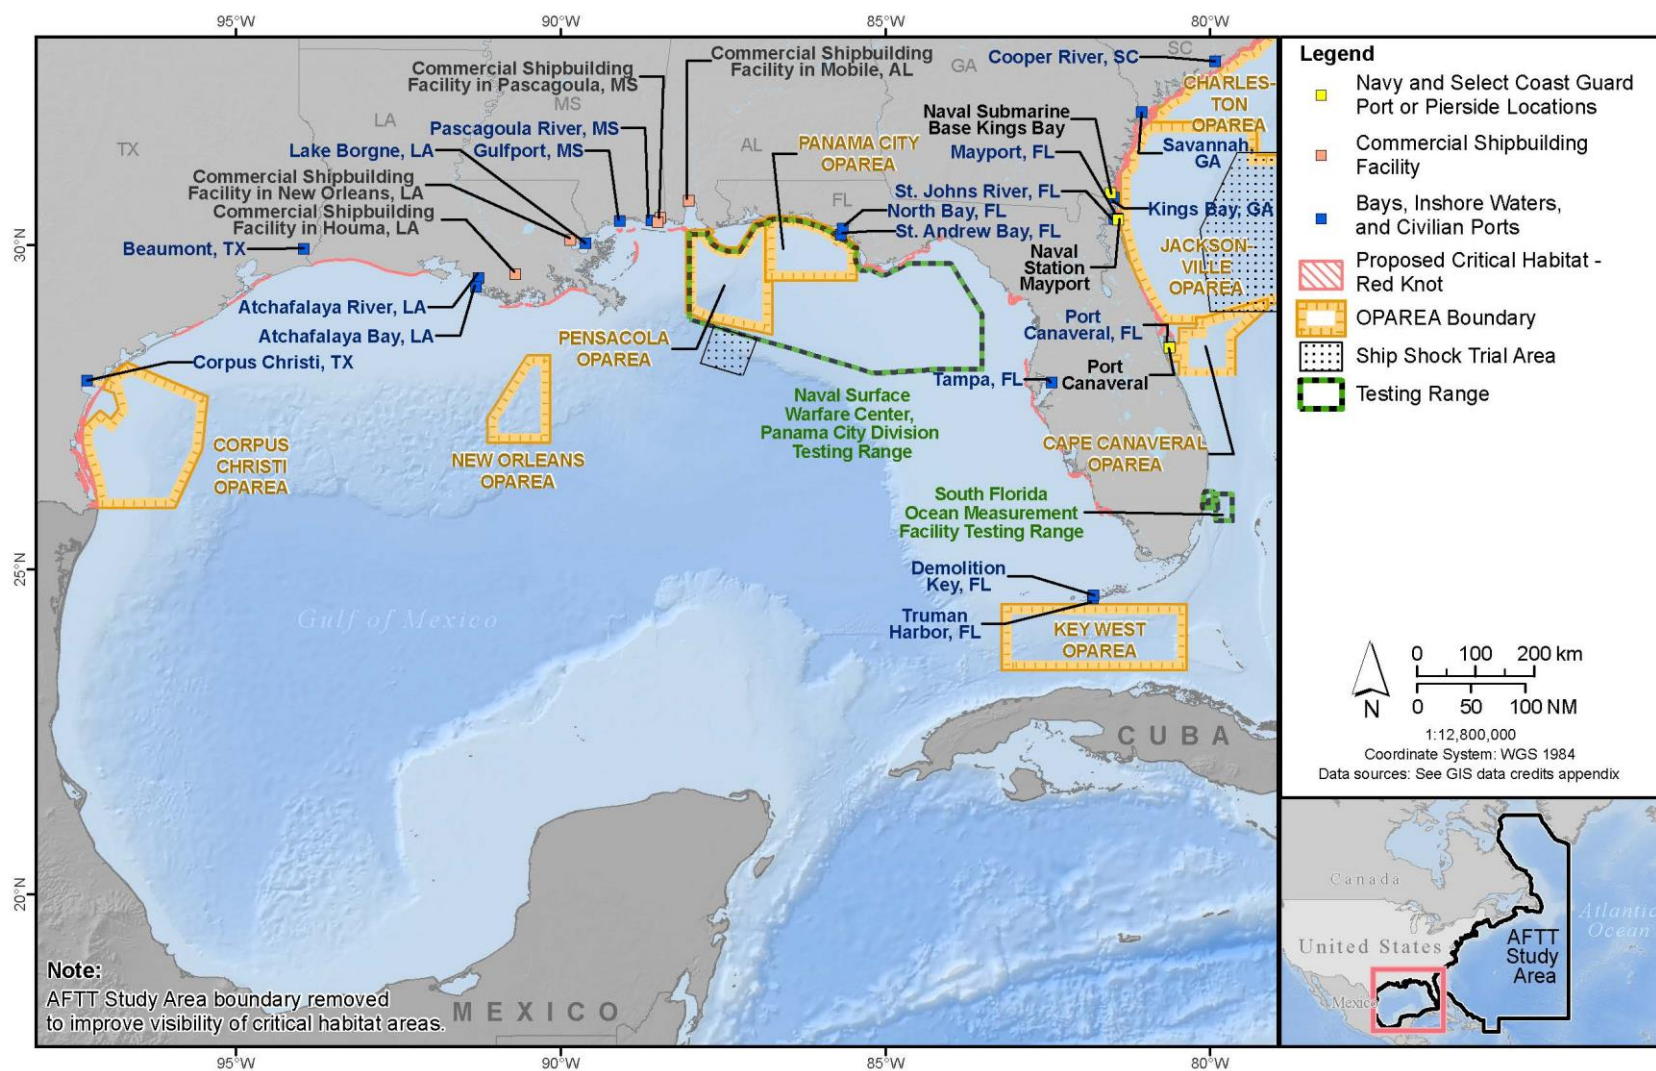 95°W
90°W
85°W
80°W
Commercial Shipbuilding
Facility in Pascagoula, MS
Commercial Shipbuilding
Facility in Mobile, AL
Cooper River, SC
SC
GA
MS
LA
TX
AL
FL
CHARLES-
TON
OPAREA
Pascagoula River, MS
Lake Borgne, LA
Gulfport, MS
PANAMA CITY
OPAREA
Naval Submarine
Base Kings Bay
Mayport, FL
Savannah,
GA
Commercial Shipbuilding
Facility in New Orleans, LA
Commercial Shipbuilding
Facility in Houma, LA
St. Johns River, FL
North Bay, FL
St. Andrew Bay, FL
Kings Bay, GA
Beaumont, TX
Naval
Station
Mayport
JACKSON-
VILLE
OPAREA
Atchafalaya River, LA
Atchafalaya Bay, LA
PENSACOLA
OPAREA
Port
Canaveral, FL
Corpus Christi, TX
Port
Canaveral
Tampa, FL
Naval Surface
Warfare Center,
Panama City Division
Testing Range
CORPUS
CHRISTI
OPAREA
NEW ORLEANS
OPAREA
CAPE CANAVERAL
OPAREA
South Florida
Ocean Measurement
Facility Testing Range
Demolition
Key, FL
Truman
Harbor, FL
KEY WEST
OPAREA
Gulf of Mexico
CUBA
MEXICO
30°N
25°N
20°N
30°N
25°N
20°N
Note:
AFTT Study Area boundary removed
to improve visibility of critical habitat areas.
95°W
90°W
85°W
80°W
Legend
Navy and Select Coast Guard
Port or Pierside Locations
Commercial Shipbuilding
Facility
Bays, Inshore Waters,
and Civilian Ports
Proposed Critical Habitat -
Red Knot
OPAREA Boundary
Ship Shock Trial Area
Testing Range
N
0 100 200 km
0 50 100 NM
1:12,800,000
Coordinate System: WGS 1984
Data sources: See GIS data credits appendix
Canada
United States
Mexico
Atlantic
Ocean
AFTT
Study
Area